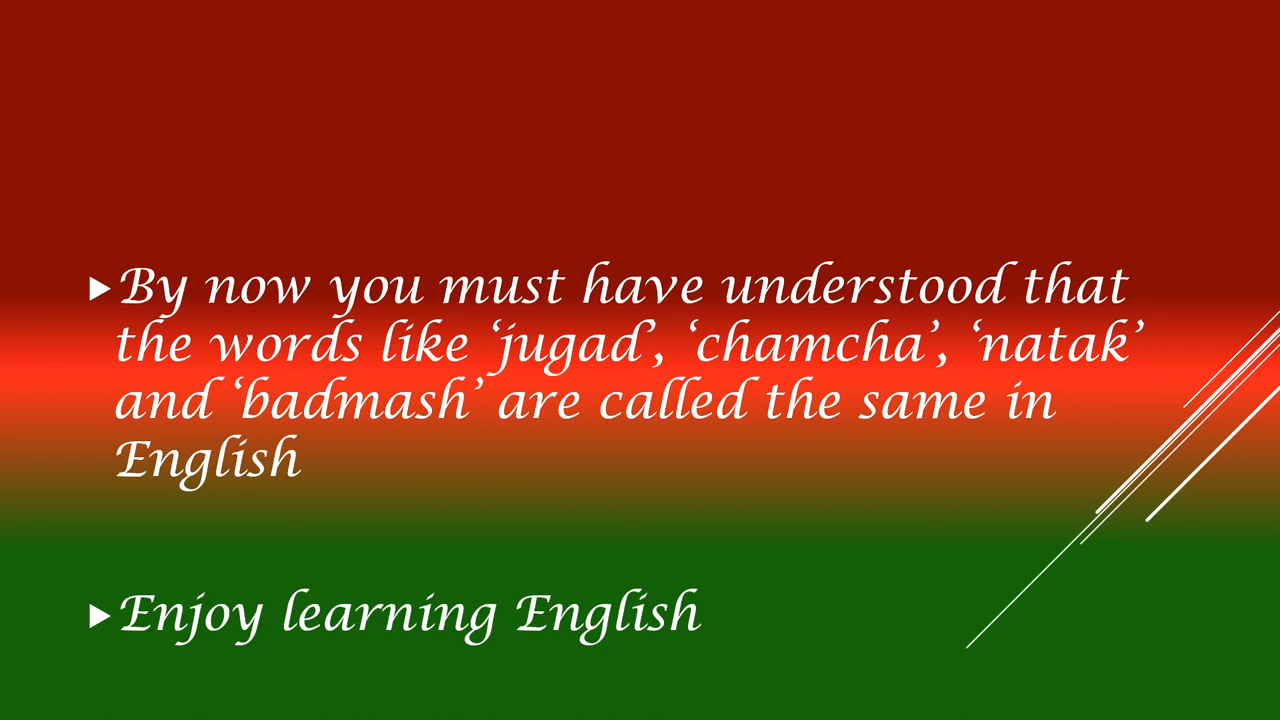 By now you must have understood that
the words like ‘jugad’, ‘chamcha’, ‘natak’
and ‘badmash’ are called the same in
English
Enjoy learning English